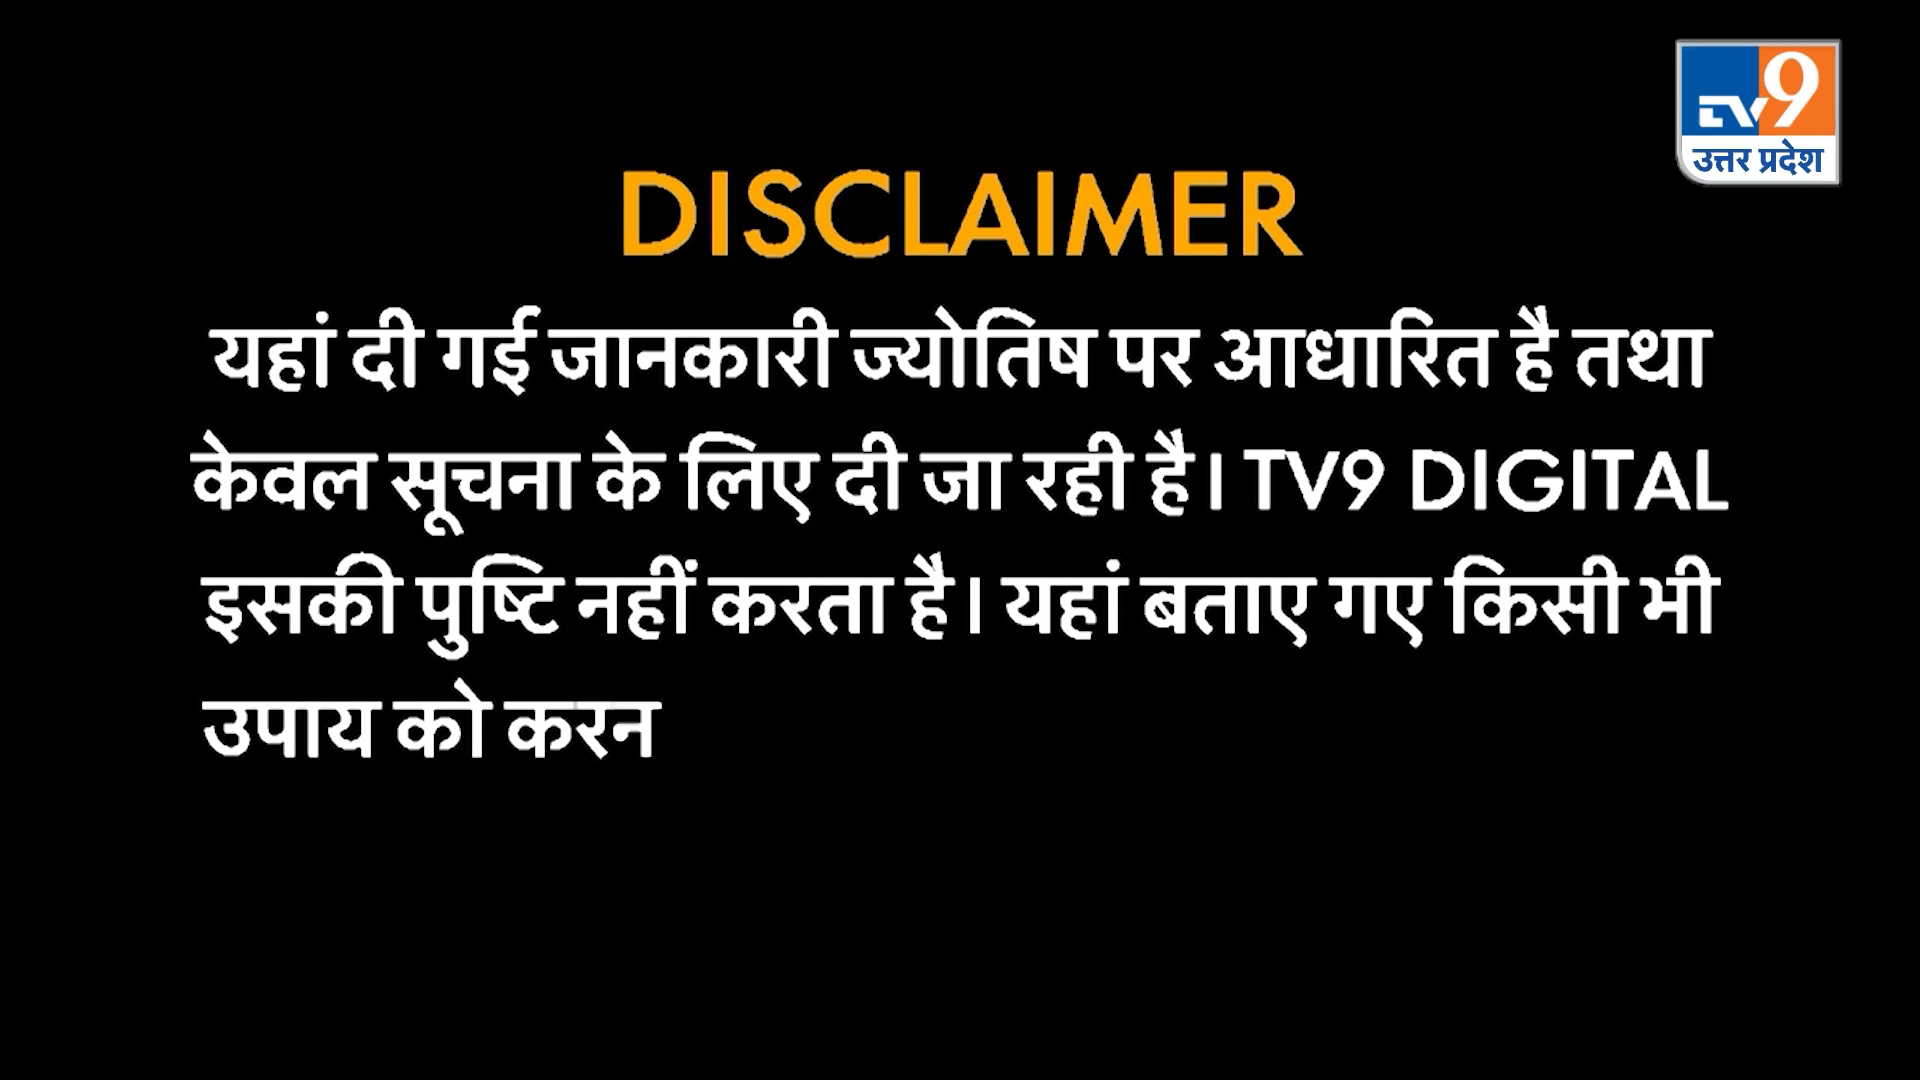 TV9
उत्तर प्रदेश
DISCLAIMER
यहां दी गई जानकारी ज्योतिष पर आधारित है तथा
केवल सूचना के लिए दी जा रही है। TV9 DIGITAL
इसकी पुष्टि नहीं करता है। यहां बताए गए किसी भी
उपाय को करन